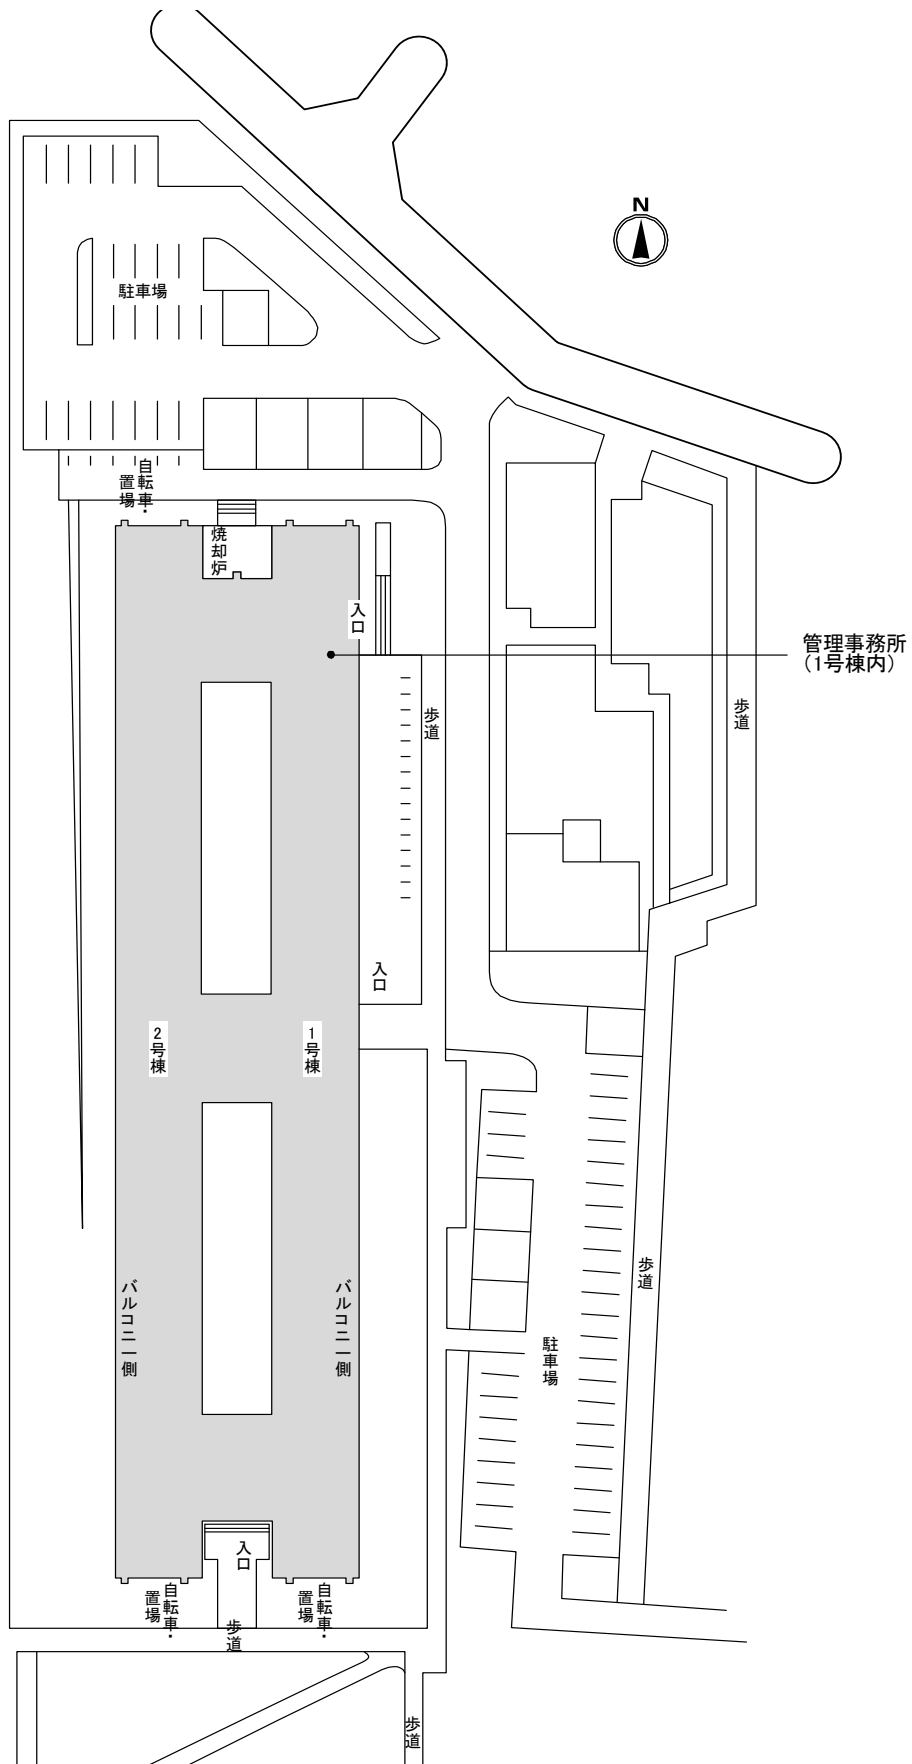 N
駐車場
自転車・
置場
焼却炉
入口
管理事務所
（1号棟内）
歩道
歩道
入口
2号棟
1号棟
バルコニー側
バルコニー側
歩道
駐車場
入口
自転車・
置場
自転車・
置場
歩道
歩道